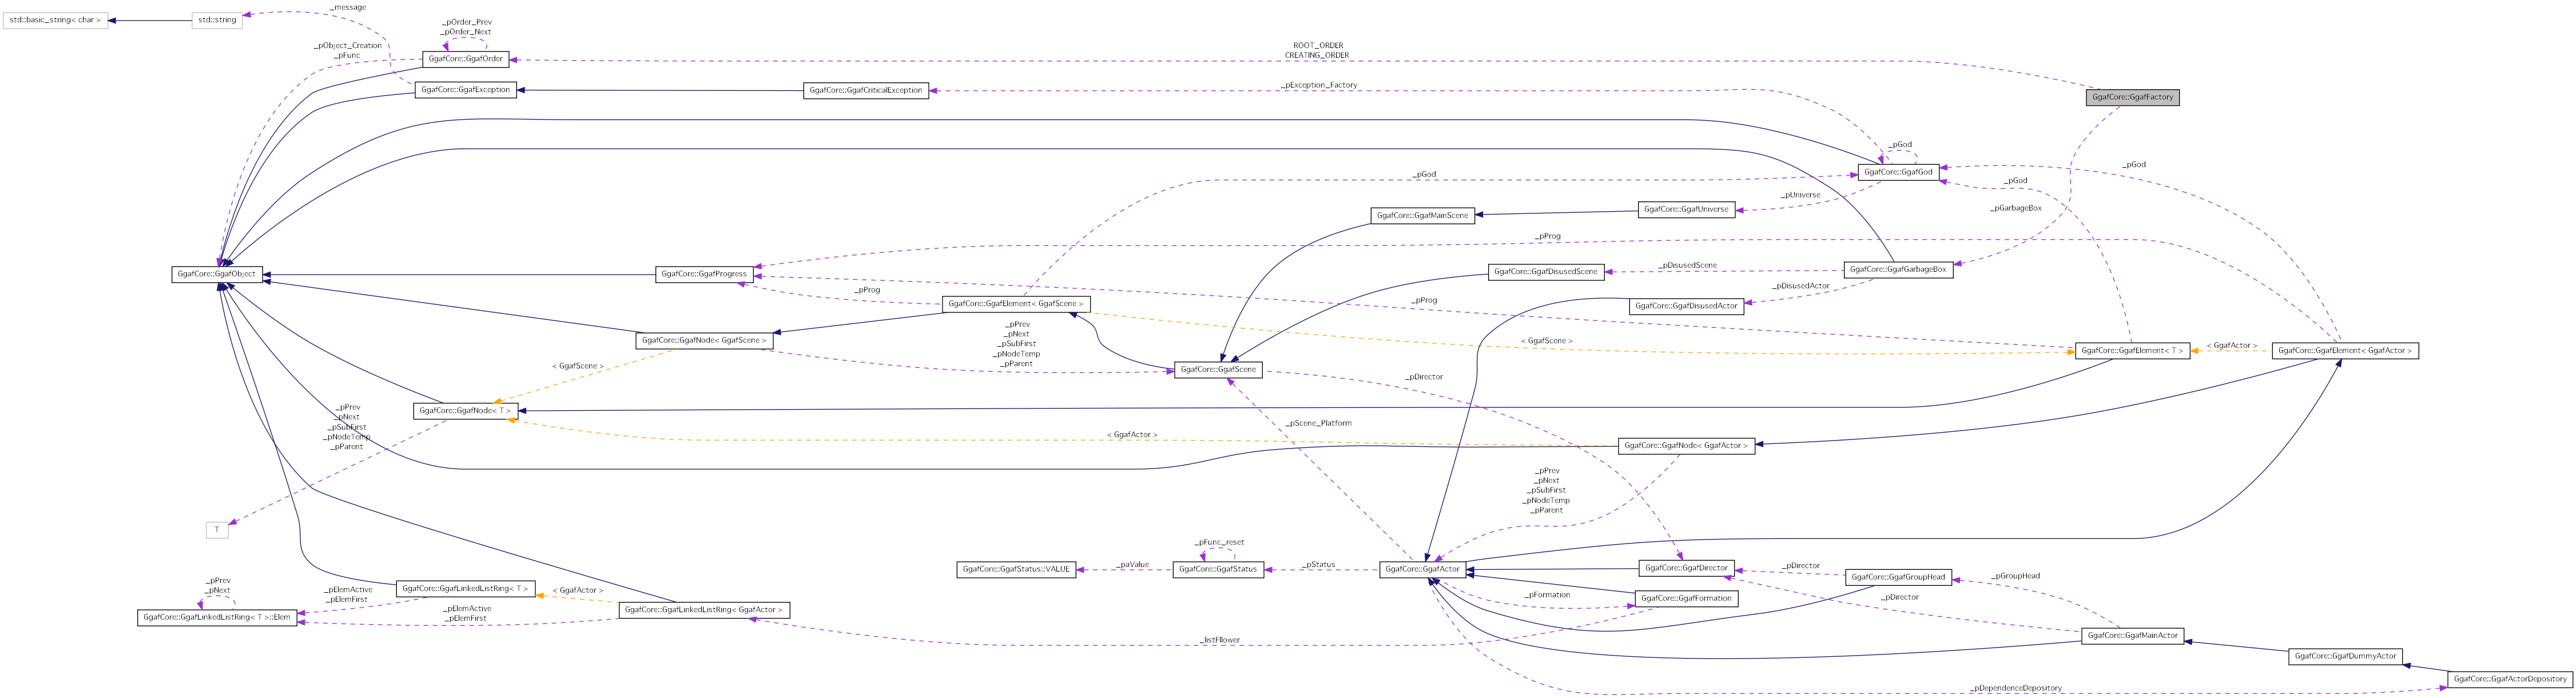 std::basic_string< char >
std::string
_message
_pOrder_Prev
_pOrder_Next
_pObject_Creation
_pFunc
GgafCore::GgafOrder
ROOT_ORDER
CREATING_ORDER
GgafCore::GgafException
GgafCore::GgafCriticalException
_pException_Factory
GgafCore::GgafFactory
_pGod
GgafCore::GgafGod
_pGod
_pGod
_pGod
_pUniverse
_pGarbageBox
GgafCore::GgafMainScene
GgafCore::GgafUniverse
_pProg
GgafCore::GgafObject
GgafCore::GgafProgress
GgafCore::GgafDisusedScene
_pDisusedScene
GgafCore::GgafGarbageBox
_pDisusedActor
_pProg
GgafCore::GgafElement< GgafScene >
_pProg
GgafCore::GgafDisusedActor
GgafCore::GgafNode< GgafScene >
_pPrev
_pNext
_pSubFirst
_pNodeTemp
_pParent
< GgafScene >
GgafCore::GgafElement< T >
< GgafActor >
GgafCore::GgafElement< GgafActor >
< GgafScene >
GgafCore::GgafScene
_pDirector
GgafCore::GgafNode< T >
_pPrev
_pNext
_pSubFirst
_pNodeTemp
_pParent
_pScene_Platform
< GgafActor >
GgafCore::GgafNode< GgafActor >
_pPrev
_pNext
_pSubFirst
_pNodeTemp
_pParent
T
_pFunc_reset
GgafCore::GgafStatus::VALUE
_paValue
GgafCore::GgafStatus
_pStatus
GgafCore::GgafActor
GgafCore::GgafDirector
_pDirector
GgafCore::GgafGroupHead
_pGroupHead
_pPrev
_pNext
GgafCore::GgafLinkedListRing< T >
_pElemActive
_pElemFirst
< GgafActor >
_pFormation
GgafCore::GgafFormation
_pDirector
GgafCore::GgafLinkedListRing< T >::Elem
_pElemActive
_pElemFirst
GgafCore::GgafLinkedListRing< GgafActor >
_listFllower
GgafCore::GgafMainActor
GgafCore::GgafDummyActor
GgafCore::GgafActorDepository
_pDependenceDepository